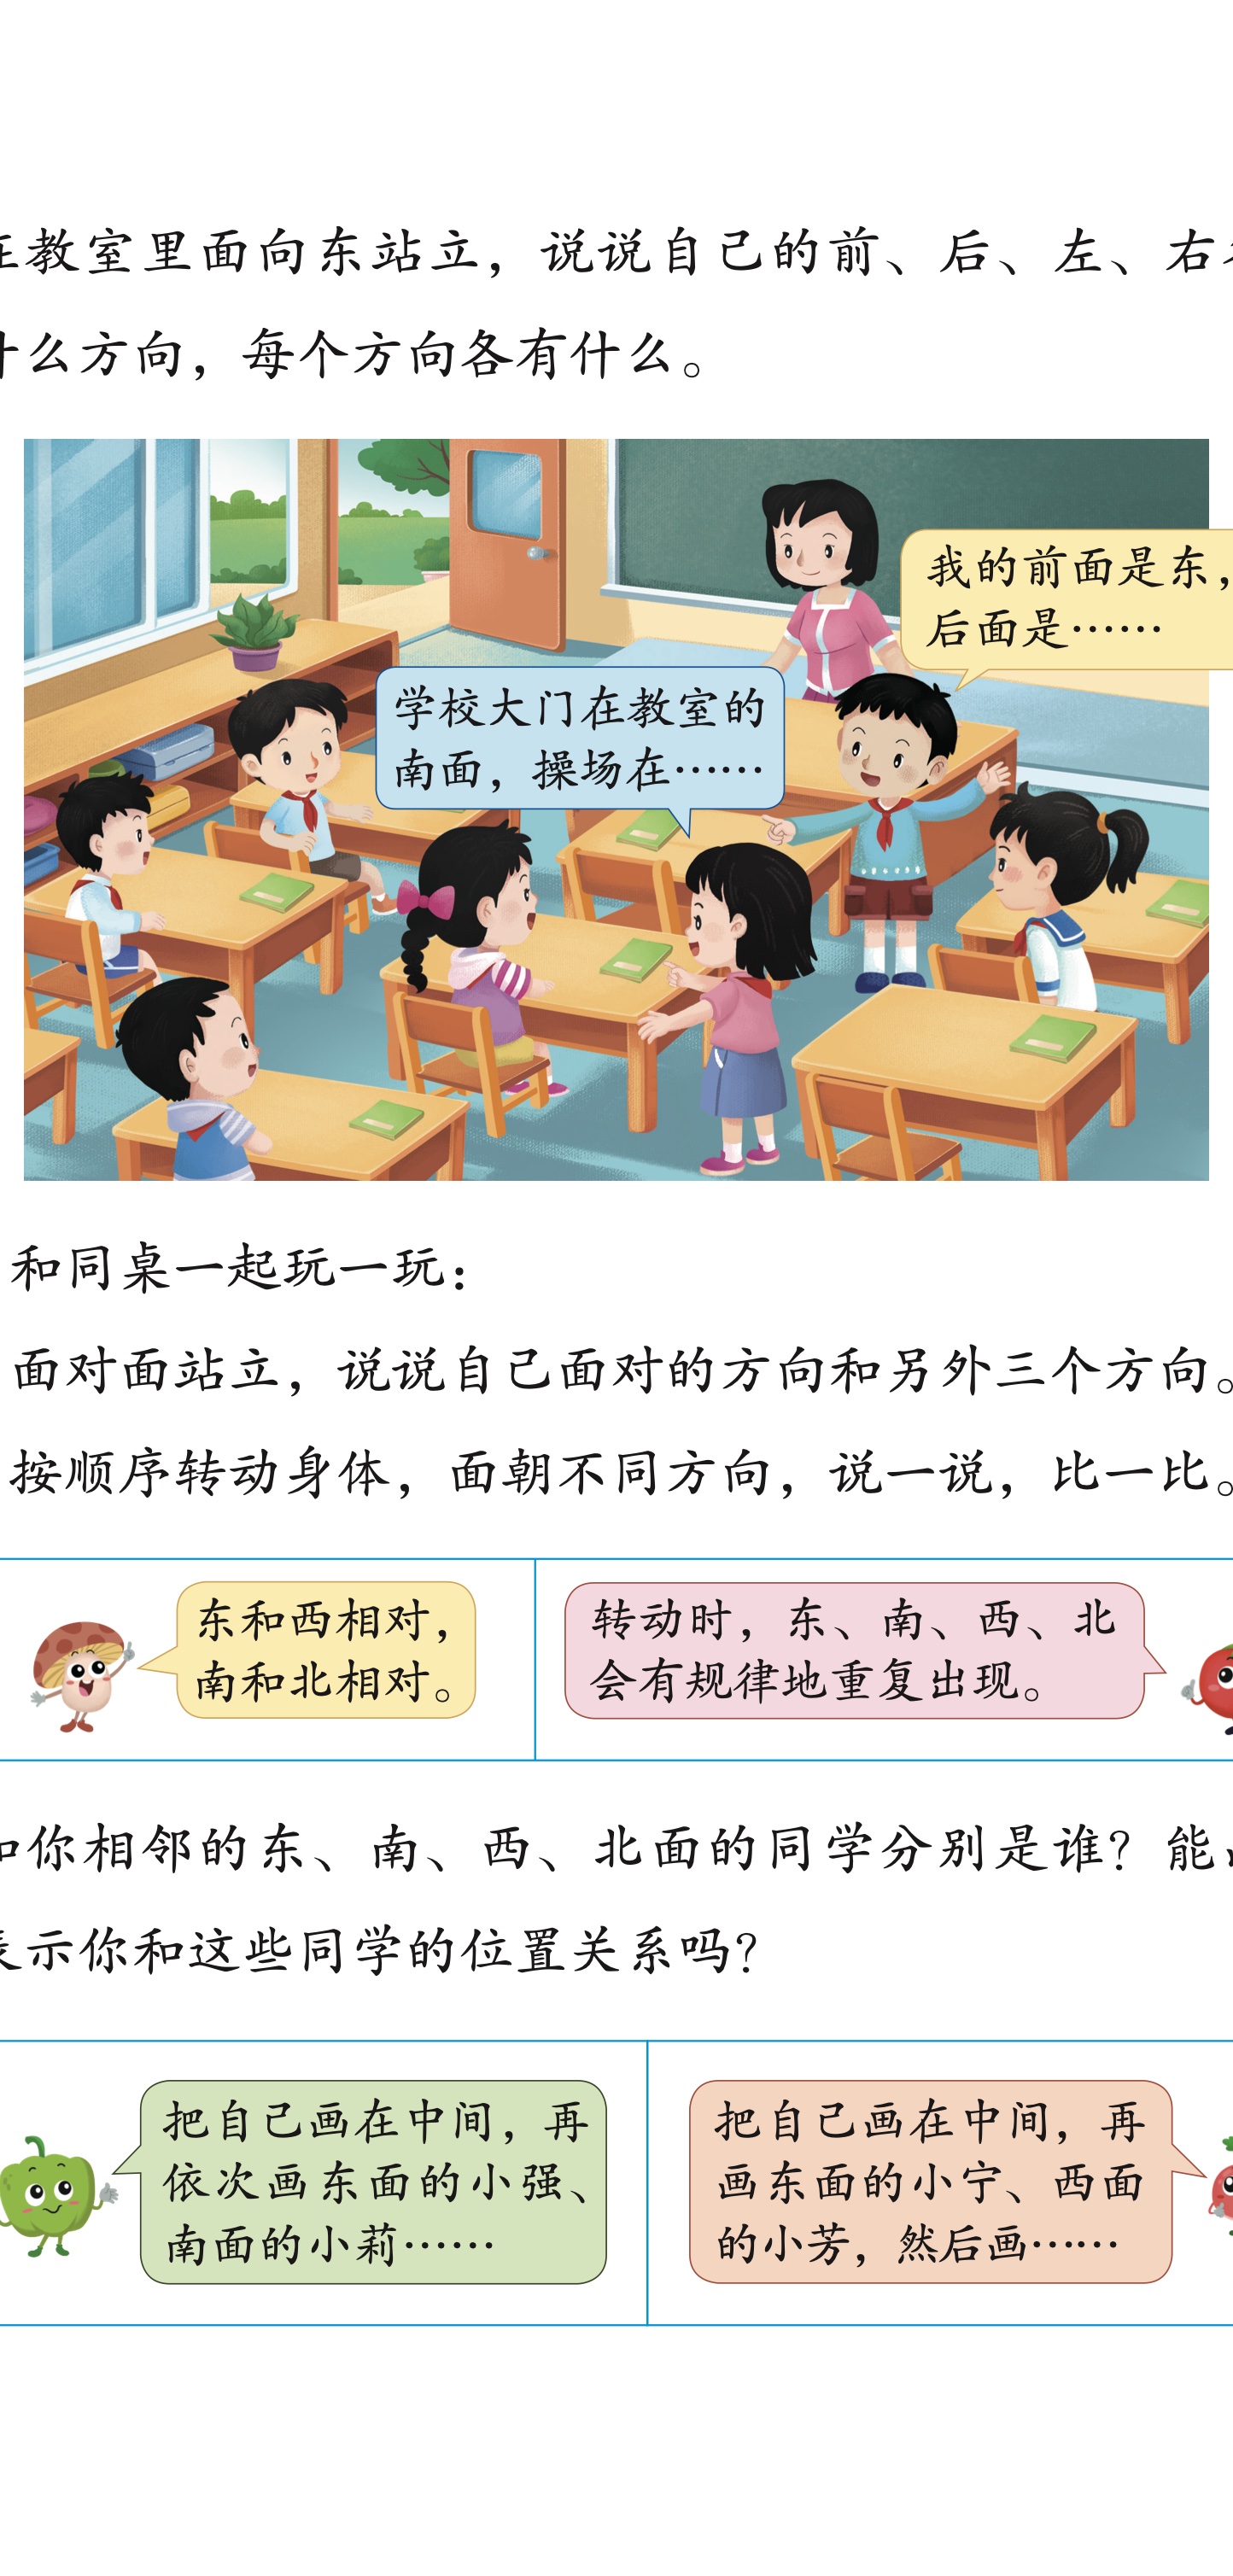 在教室里面向东站立，说说自己的前、后、左、右各
什么方向，每个方向各有什么。
我的前面是东，
后面是……
学校大门在教室的
南面，操场在……
和同桌一起玩一玩：
面对面站立，说说自己面对的方向和另外三个方向。
按顺序转动身体，面朝不同方向，说一说，比一比。
东和西相对，
南和北相对。
转动时，东、南、西、北
会有规律地重复出现。
和你相邻的东、南、西、北面的同学分别是谁？能
表示你和这些同学的位置关系吗？
把自己画在中间，再
依次画东面的小强、
南面的小莉……
把自己画在中间，再
画东面的小宁、西面
的小芳，然后画……